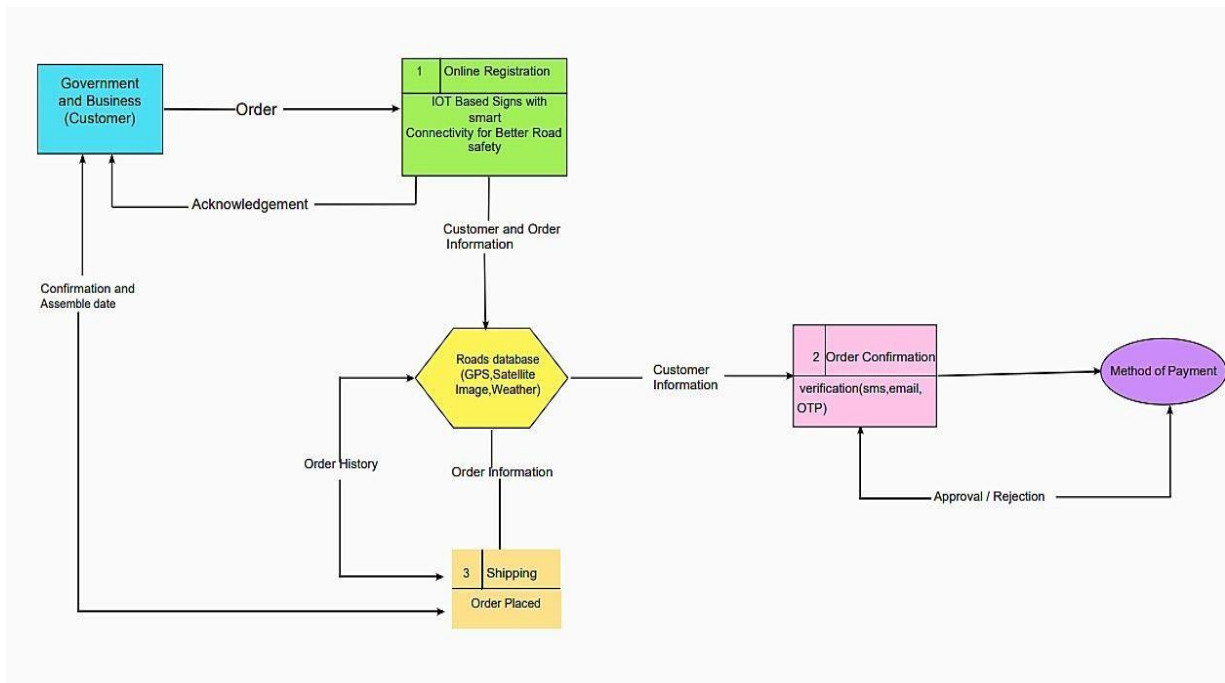 Government
and Business
(Customer)
Order
1
Online Registration
IOT Based Signs with
smart
Connectivity for Better Road
safety
Acknowledgement
Customer and Order
Information
Confirmation and
Assemble date
Roads database
(GPS,Satellite
Image,Weather)
Customer
Information
2
Order Confirmation
verification(sms,email,
OTP)
Method of Payment
Order History
Order Information
Approval / Rejection
3
Shipping
Order Placed